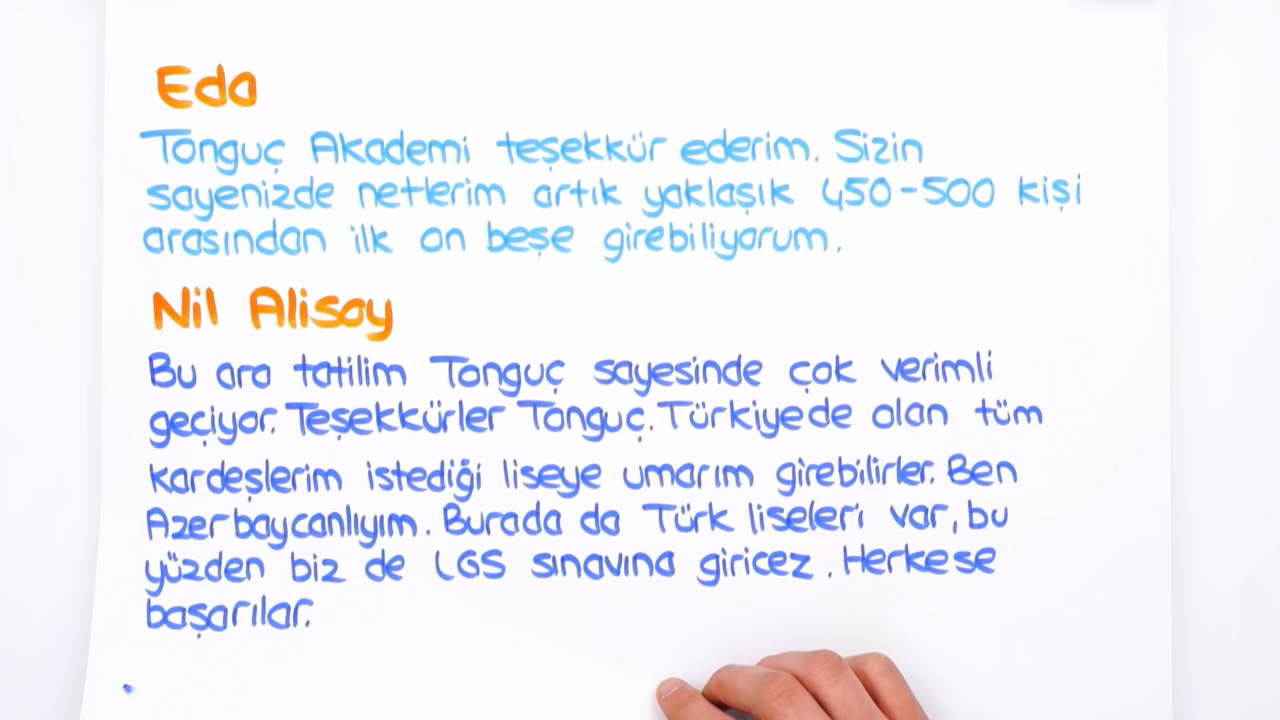 Eda
Tonguç Akademi teşekkür ederim. Sizin
sayenizde netlerim artık yaklaşık 450-500 kişi
arasından ilk on beşe girebiliyorum.
Nil Alisoy
Bu ara tatilim Tonguç sayesinde çok verimli
geçiyor. Teşekkürler Tonguç. Türkiyede olan tüm
kardeşlerim istediği liseye umarım girebilirler. Ben
Azerbaycanlıyım. Burada da Türk liseleri var, bu
yüzden biz de LGS sınavına giricez. Herkese
başarılar.